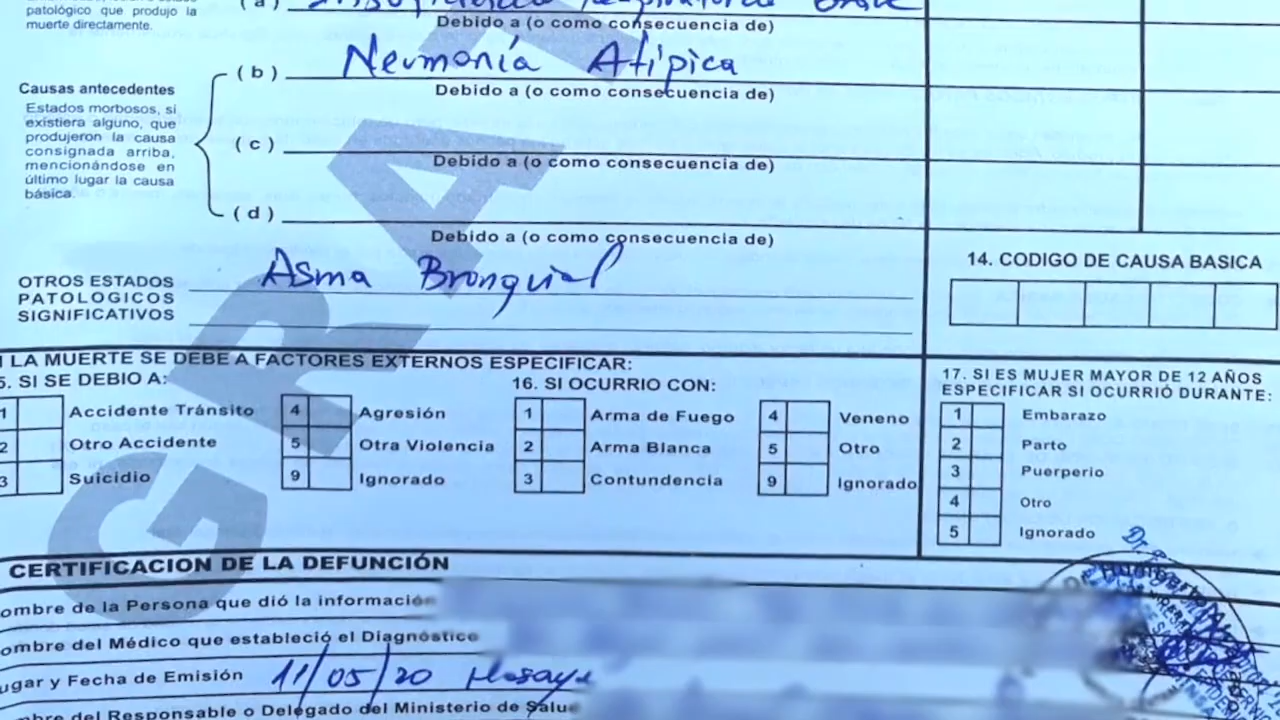 patológico que produjo la
muerte directamente.
(a)
Debido a (o como consecuencia de)
(b) Neumonía Atípica
Debido a (o como consecuencia de)
Causas antecedentes
Estados morbosos, si
existiera alguno, que
produjeron la causa
consignada arriba,
mencionándose en
último lugar la causa
básica.
(c)
Debido a (o como consecuencia de)
(d)
Debido a (o como consecuencia de)
OTROS ESTADOS
PATOLOGICOS
SIGNIFICATIVOS
Asma Bronquial
14. CODIGO DE CAUSA BASICA
LA MUERTE SE DEBE A FACTORES EXTERNOS ESPECIFICAR:
5. SI SE DEBIO A:
1 Accidente Tránsito
2 Otro Accidente
3 Suicidio
4 Agresión
5 Otra Violencia
9 Ignorado
16. SI OCURRIO CON:
1 Arma de Fuego
2 Arma Blanca
3 Contundencia
4 Veneno
5 Otro
9 Ignorado
17. SI ES MUJER MAYOR DE 12 AÑOS
ESPECIFICAR SI OCURRIÓ DURANTE:
1 Embarazo
2 Parto
3 Puerperio
4 Otro
5 Ignorado
CERTIFICACION DE LA DEFUNCIÓN
ombre de la Persona que dió la información
ombre del Médico que estableció el Diagnóstico
ugar y Fecha de Emisión 11/05/20 Masaya
bre del Responsable o Delegado del Ministerio de Salud
GRAT